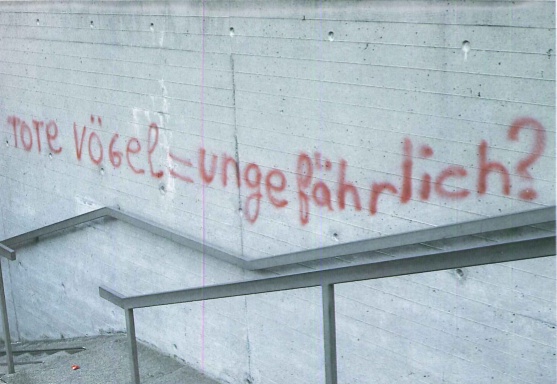 TOTE VÖGEL = ungefährlich?